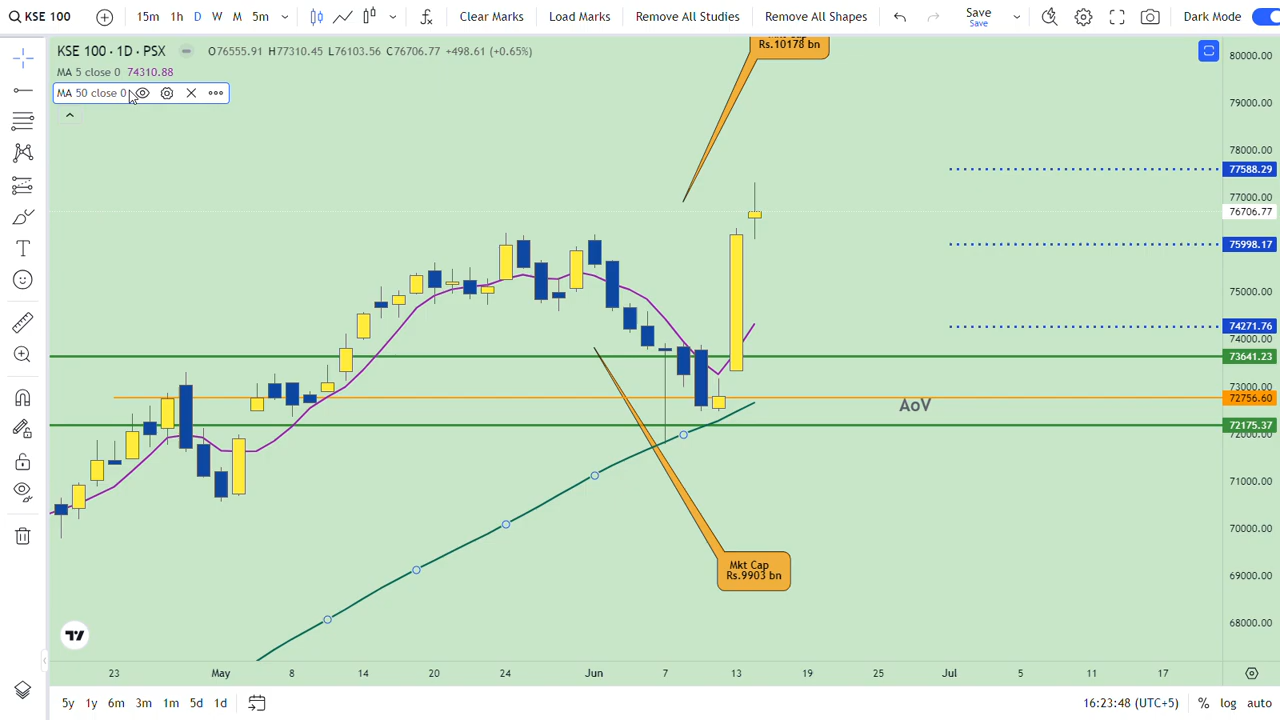 KSE 100 15m 1h D W M 5m Clear Marks Load Marks Remove All Studies Remove All Shapes Save Dark Mode
Save
KSE 100 · 1D · PSX O76555.91 H77310.45 L76103.56 C76706.77 +498.61 (+0.65%)
MA 5 close 0 74310.88
MA 50 close 0
Rs.10178 bn
80000.00
79000.00
78000.00
77588.29
77000.00
76706.77
75998.17
75000.00
74271.76
74000.00
73641.23
73000.00
72756.60
AoV
72175.37
72000.00
71000.00
70000.00
69000.00
68000.00
Mkt Cap
Rs.9903 bn
23 May 8 14 20 24 Jun 7 13 19 25 Jul 5 11 17
5y 1y 6m 3m 1m 5d 1d 16:23:48 (UTC+5) % log auto